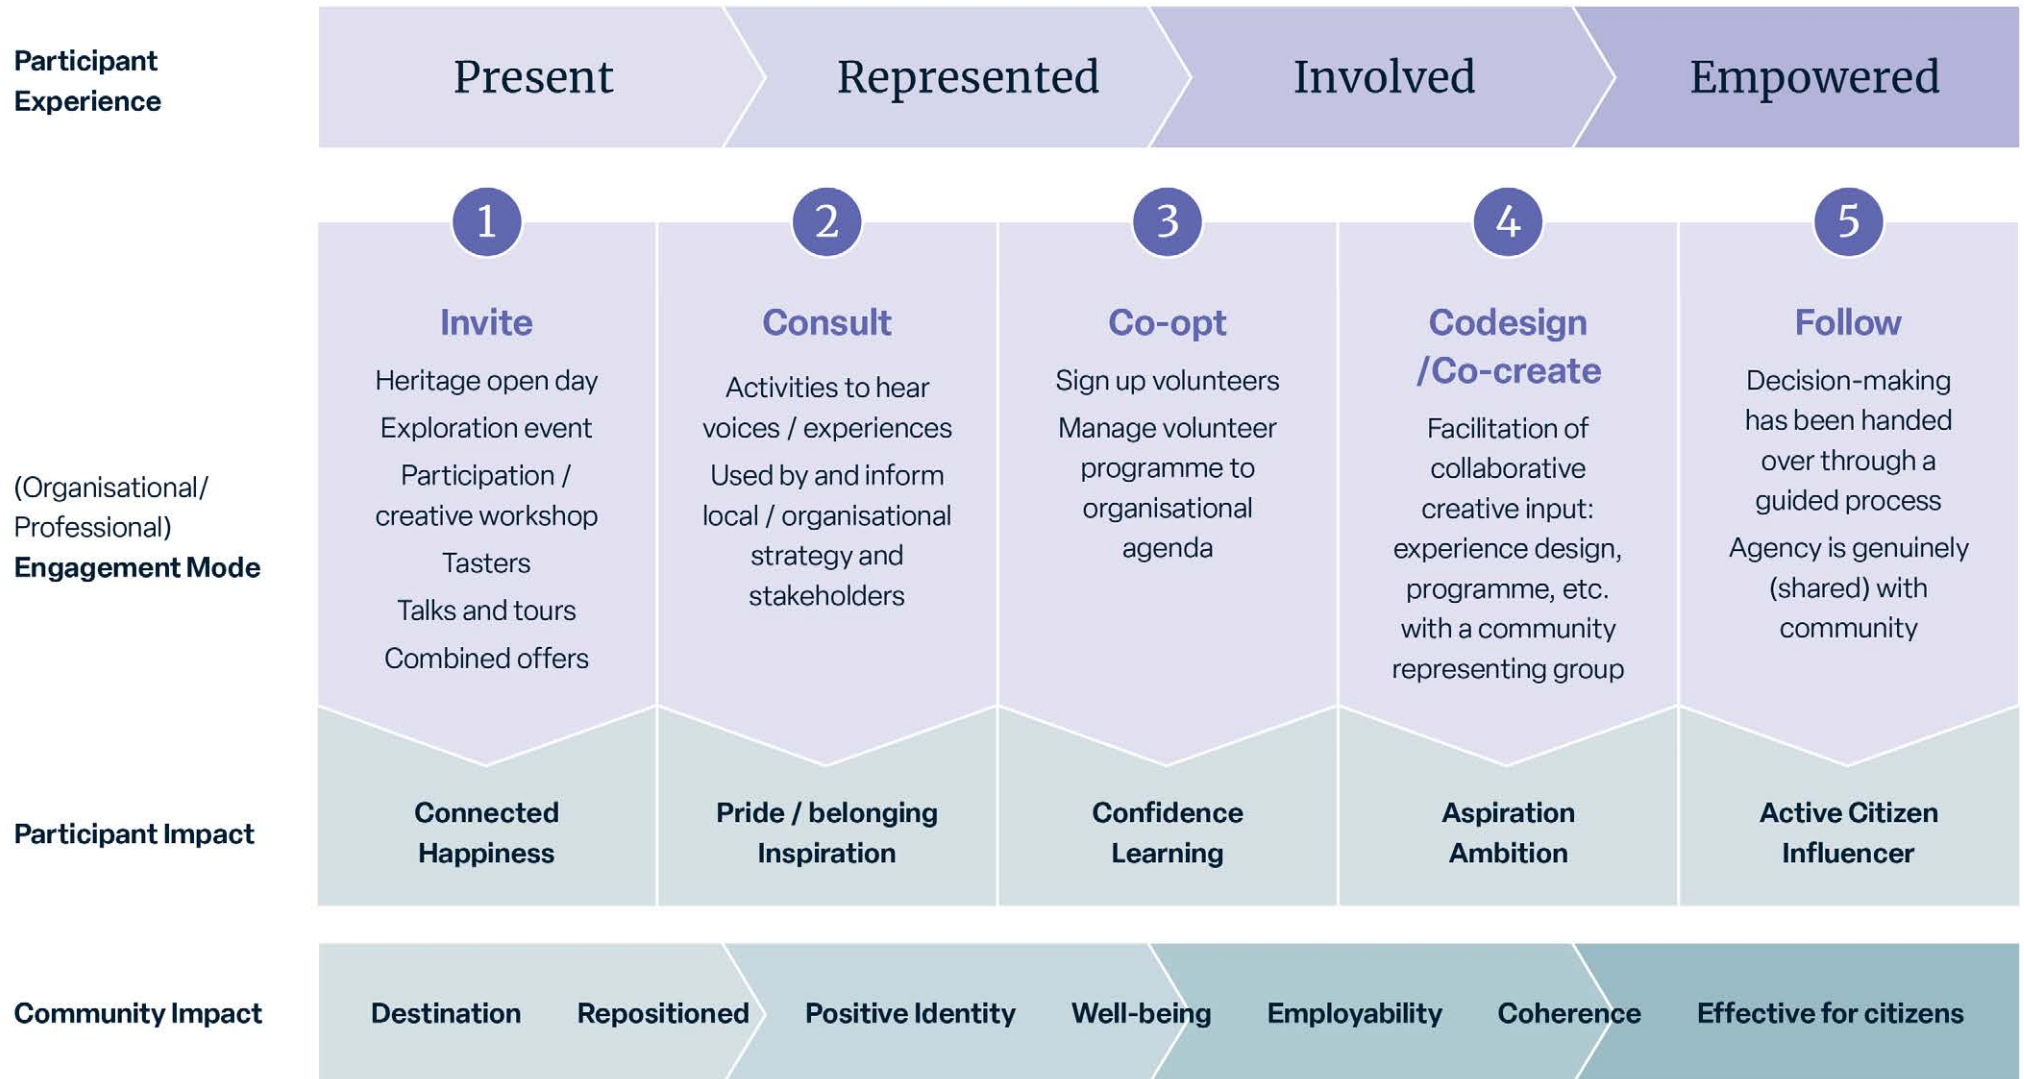 Participant
Experience
Present
Represented
Involved
Empowered
(Organisational/
Professional)
Engagement Mode
1
Invite
Heritage open day
Exploration event
Participation /
creative workshop
Tasters
Talks and tours
Combined offers
2
Consult
Activities to hear
voices / experiences
Used by and inform
local / organisational
strategy and
stakeholders
3
Co-opt
Sign up volunteers
Manage volunteer
programme to
organisational
agenda
4
Codesign
/Co-create
Facilitation of
collaborative
creative input:
experience design,
programme, etc.
with a community
representing group
5
Follow
Decision-making
has been handed
over through a
guided process
Agency is genuinely
(shared) with
community
Participant Impact
Connected
Happiness
Pride / belonging
Inspiration
Confidence
Learning
Aspiration
Ambition
Active Citizen
Influencer
Community Impact
Destination
Repositioned
Positive Identity
Well-being
Employability
Coherence
Effective for citizens